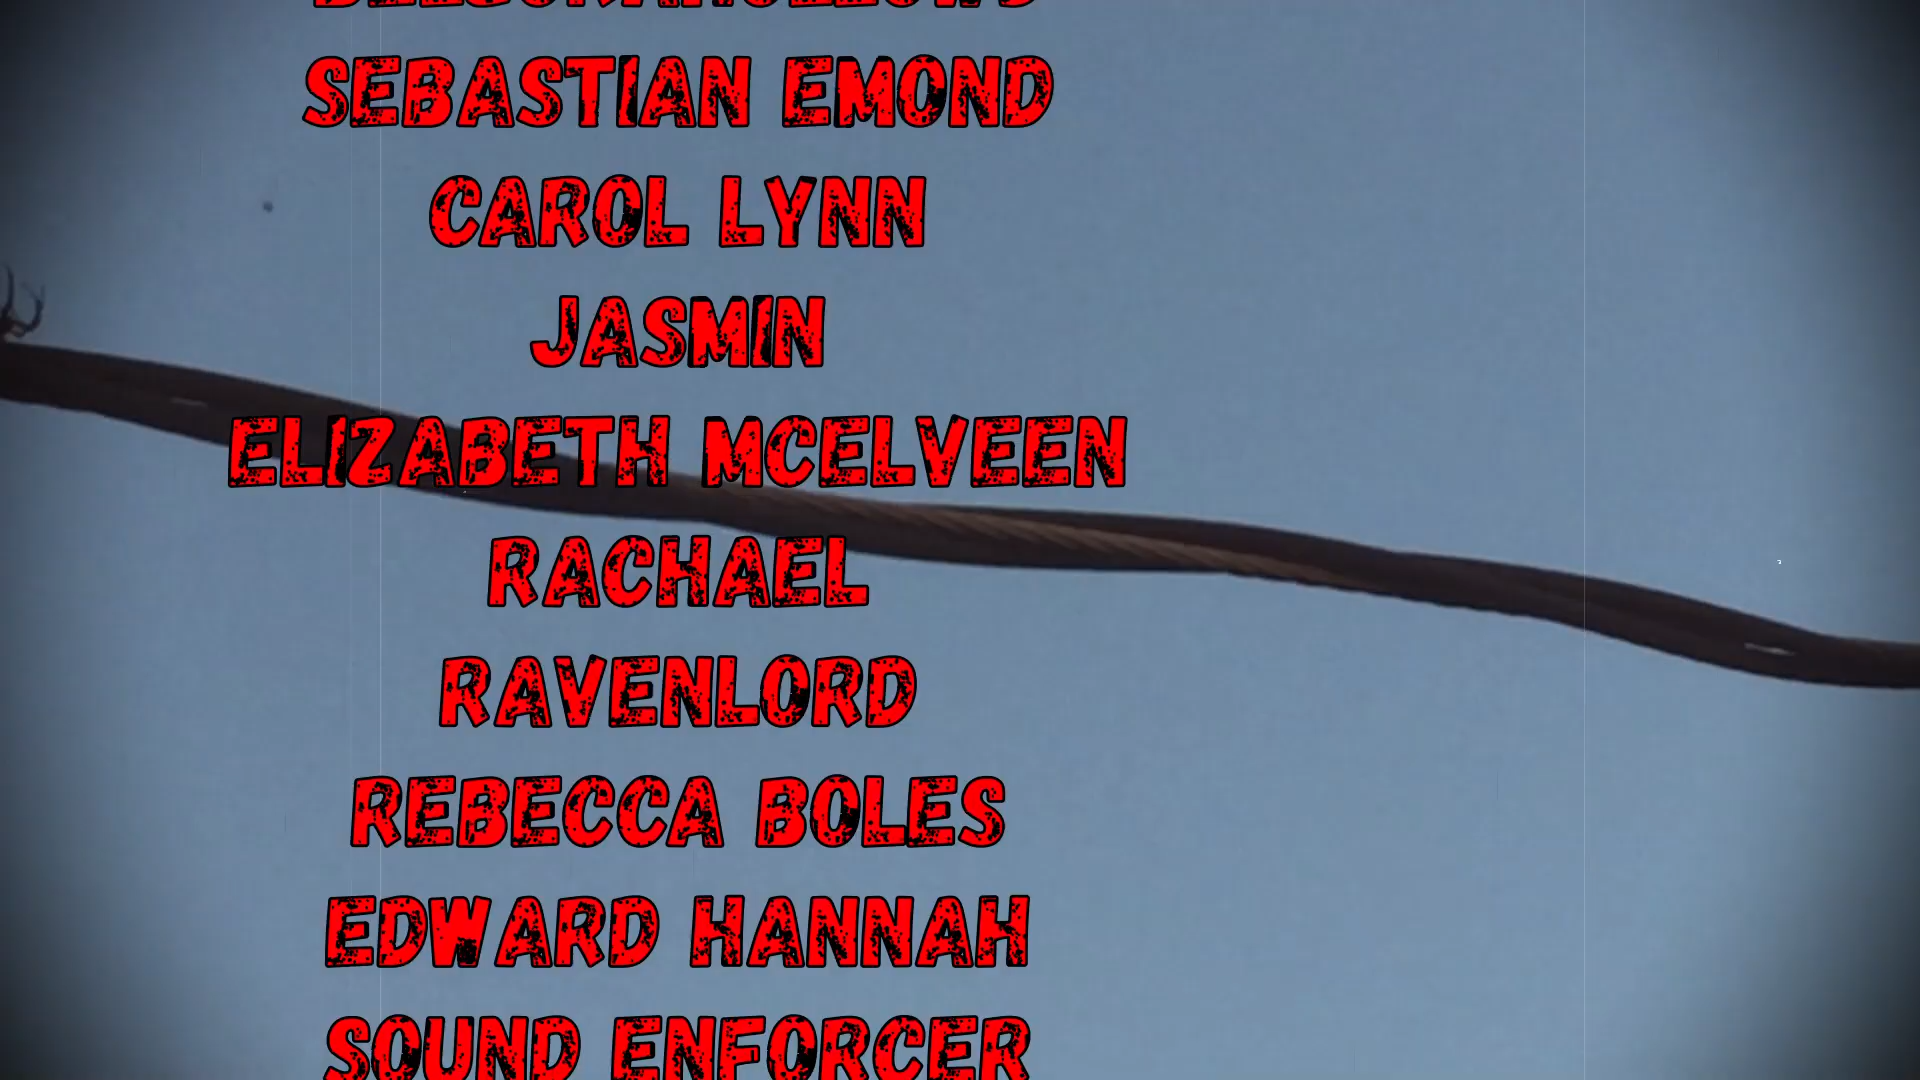 SEBASTIAN EMOND
CAROL LYNN
JASMIN
ELIZABETH MCELVEEN
RACHAEL
RAVENLORD
REBECCA BOLES
EDWARD HANNAH
SOUND ENFORCER